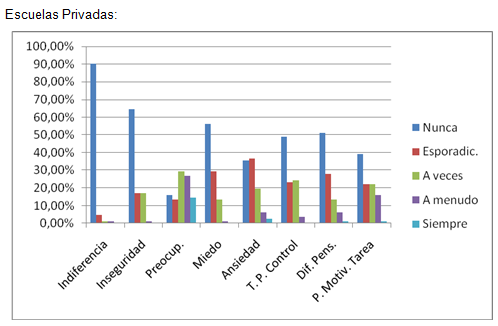 Escuelas Privadas:
100,00%
90,00%
80,00%
70,00%
60,00%
50,00%
40,00%
30,00%
20,00%
10,00%
0,00%
Indiferencia
Inseguridad
Preocup.
Miedo
Ansiedad
T. P. Control
Dif. Pens.
P. Motiv. Tarea
Nunca
Esporadic.
A veces
A menudo
Siempre